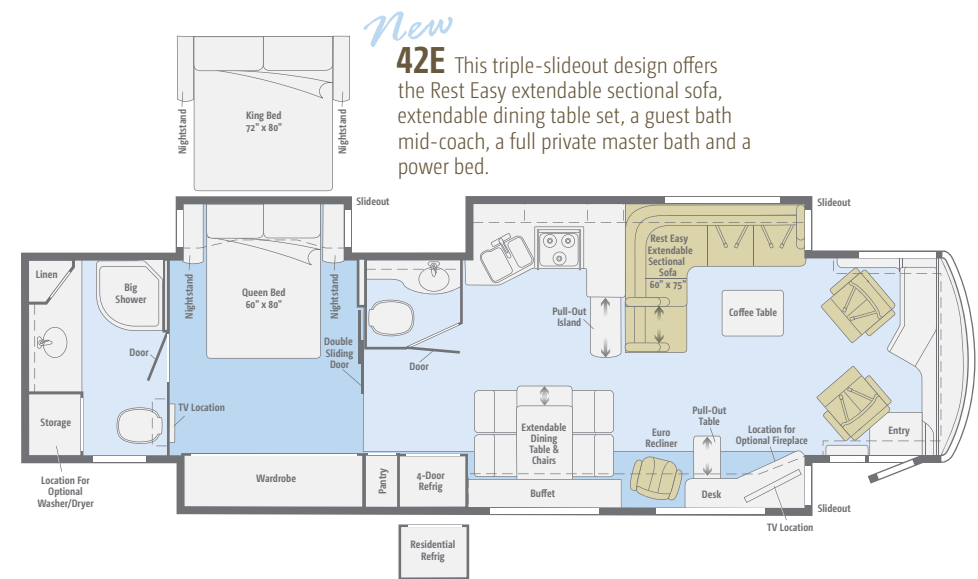 New
42E This triple-slideout design offers
the Rest Easy extendable sectional sofa,
extendable dining table set, a guest bath
mid-coach, a full private master bath and a
power bed.
King Bed
72" x 80"
Nightstand
Nightstand
Slideout
Slideout
Linen
Big
Shower
Nightstand
Queen Bed
60" x 80"
Nightstand
Rest Easy
Extendable
Sectional
Sofa
60" x 75"
Pull-Out
Island
Coffee Table
Door
Double
Sliding
Door
Door
TV Location
Storage
Extendable
Dining
Table &
Chairs
Euro
Recliner
Pull-Out
Table
Location for
Optional Fireplace
Entry
Location For
Optional
Washer/Dryer
Wardrobe
Pantry
4-Door
Refrig
Buffet
Desk
Slideout
TV Location
Residential
Refrig